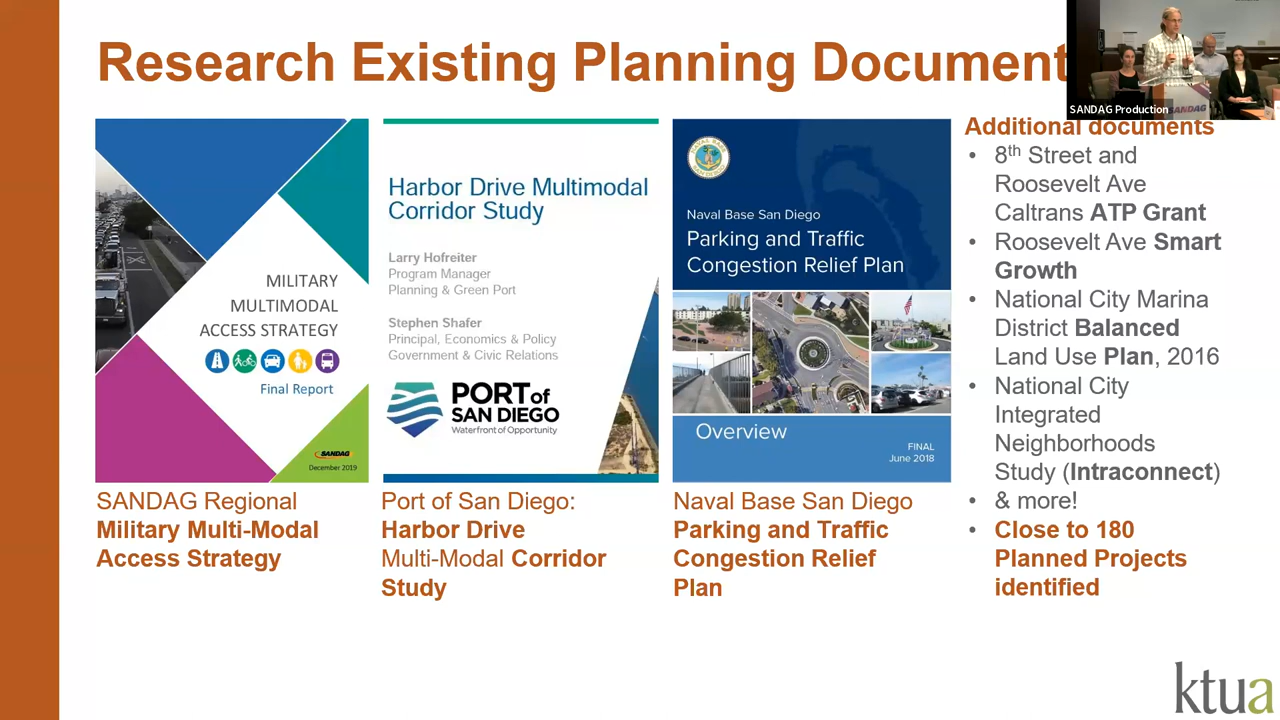 Research Existing Planning Document
SANDAG Production
SANDAG
MILITARY
MULTIMODAL
ACCESS STRATEGY
Final Report
SANDAG
December 2019
SANDAG Regional
Military Multi-Modal
Access Strategy
Harbor Drive Multimodal
Corridor Study
Larry Hofreiter
Program Manager
Planning & Green Port
Stephen Shafer
Principal, Economics & Policy
Government & Civic Relations
PORT of
SAN DIEGO
Waterfront of Opportunity
Port of San Diego:
Harbor Drive
Multi-Modal Corridor
Study
NAVAL BASE
SAN DIEGO
Naval Base San Diego
Parking and Traffic
Congestion Relief Plan
Overview
FINAL
June 2018
Naval Base San Diego
Parking and Traffic
Congestion Relief
Plan
Additional documents
• 8th Street and
Roosevelt Ave
Caltrans ATP Grant
• Roosevelt Ave Smart
Growth
• National City Marina
District Balanced
Land Use Plan, 2016
• National City
Integrated
Neighborhoods
Study (Intraconnect)
• & more!
• Close to 180
Planned Projects
identified
ktua